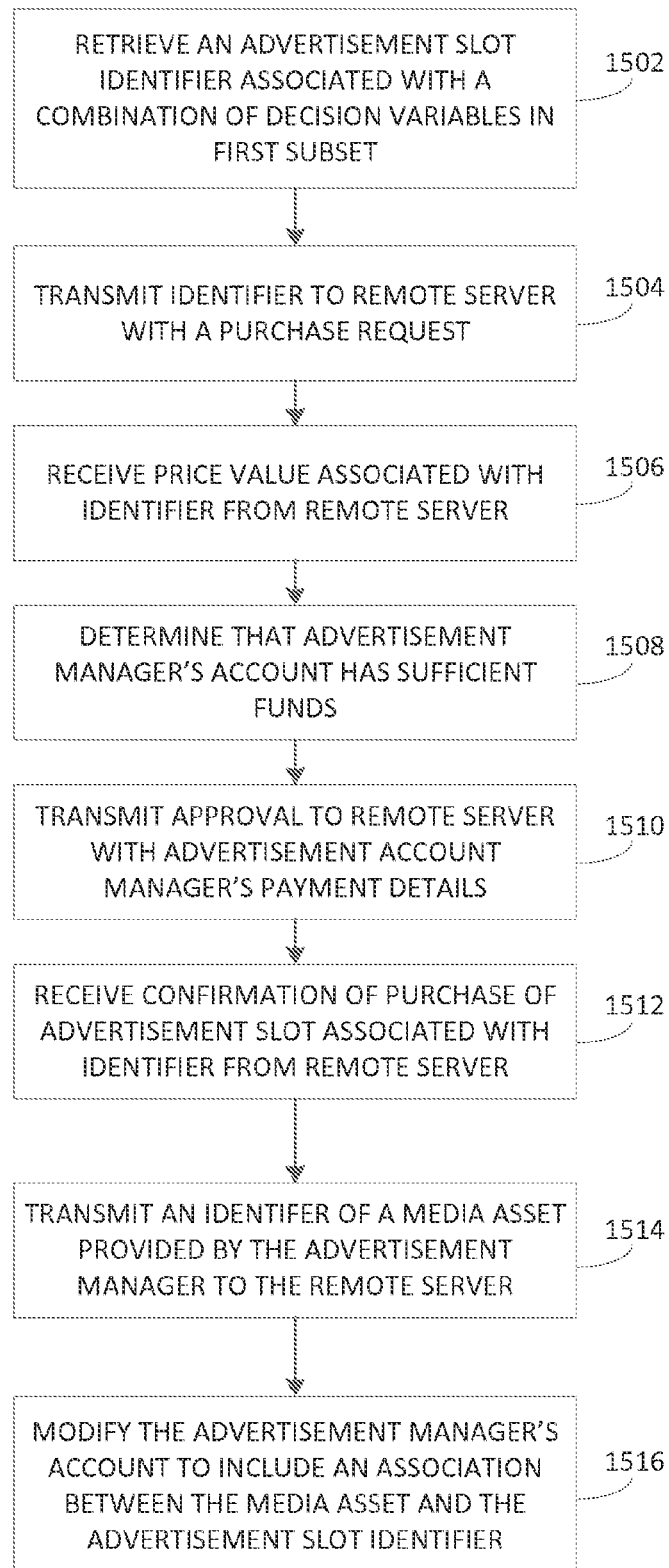 RETRIEVE AN ADVERTISEMENT SLOT
IDENTIFIER ASSOCIATED WITH A
COMBINATION OF DECISION VARIABLES IN
FIRST SUBSET
1502
TRANSMIT IDENTIFIER TO REMOTE SERVER
WITH A PURCHASE REQUEST
1504
RECEIVE PRICE VALUE ASSOCIATED WITH
IDENTIFIER FROM REMOTE SERVER
1506
DETERMINE THAT ADVERTISEMENT
MANAGER'S ACCOUNT HAS SUFFICIENT
FUNDS
1508
TRANSMIT APPROVAL TO REMOTE SERVER
WITH ADVERTISEMENT ACCOUNT
MANAGER'S PAYMENT DETAILS
1510
RECEIVE CONFIRMATION OF PURCHASE OF
ADVERTISEMENT SLOT ASSOCIATED WITH
IDENTIFIER FROM REMOTE SERVER
1512
TRANSMIT AN IDENTIFER OF A MEDIA ASSET
PROVIDED BY THE ADVERTISEMENT
MANAGER TO THE REMOTE SERVER
1514
MODIFY THE ADVERTISEMENT MANAGER'S
ACCOUNT TO INCLUDE AN ASSOCIATION
BETWEEN THE MEDIA ASSET AND THE
ADVERTISEMENT SLOT IDENTIFIER
1516